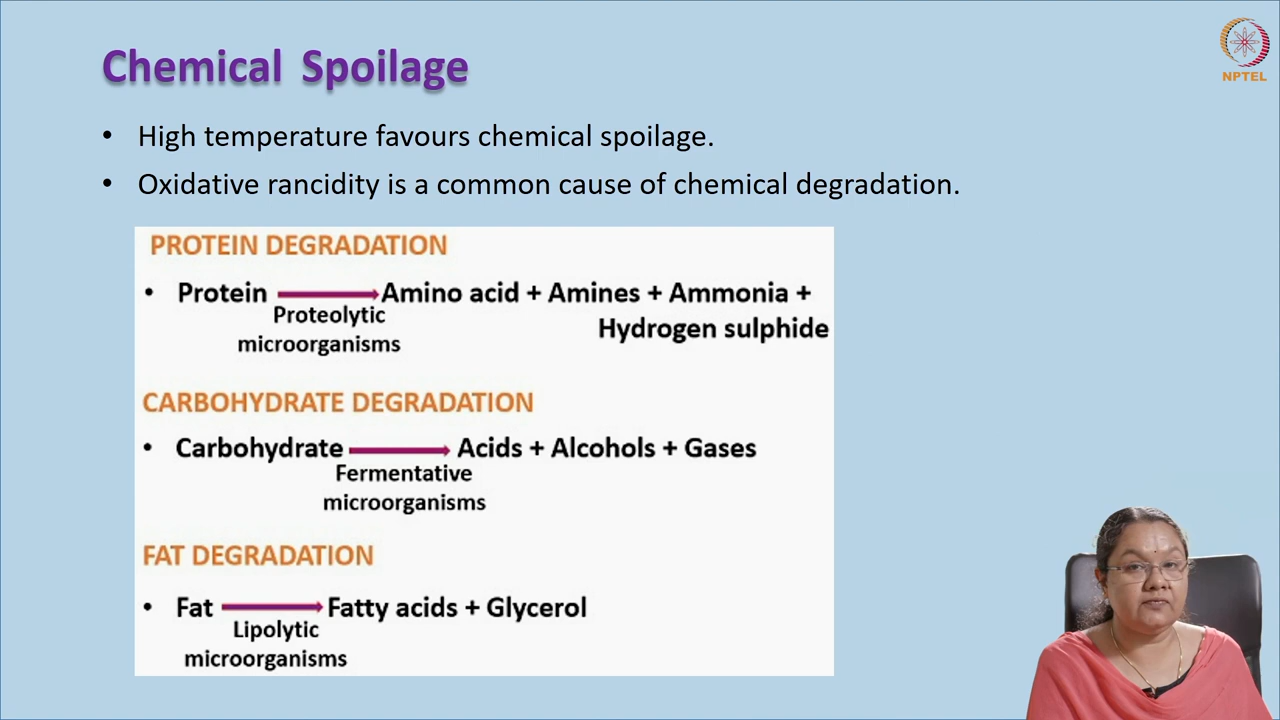 Chemical Spoilage
NPTEL
• High temperature favours chemical spoilage.
• Oxidative rancidity is a common cause of chemical degradation.
PROTEIN DEGRADATION
• Protein Amino acid + Amines + Ammonia +
Proteolytic
Hydrogen sulphide
microorganisms
CARBOHYDRATE DEGRADATION
• Carbohydrate Acids + Alcohols + Gases
Fermentative
microorganisms
FAT DEGRADATION
• Fat Fatty acids + Glycerol
Lipolytic
microorganisms